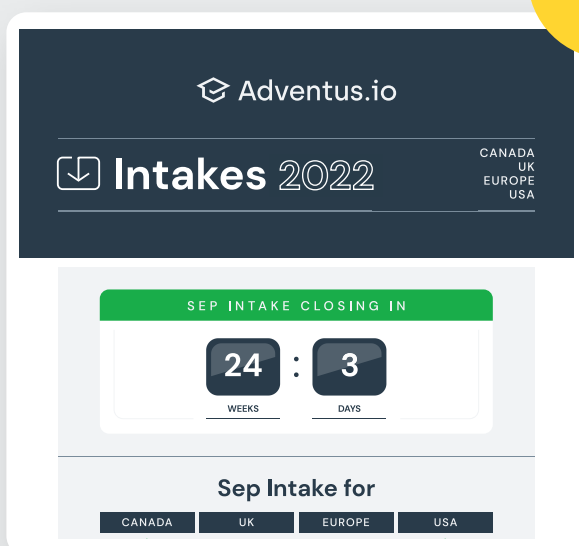 Adventus.io
Intakes 2022
CANADA
UK
EUROPE
USA
SEP INTAKE CLOSING IN
24 : 3
WEEKS DAYS
Sep Intake for
CANADA UK EUROPE USA